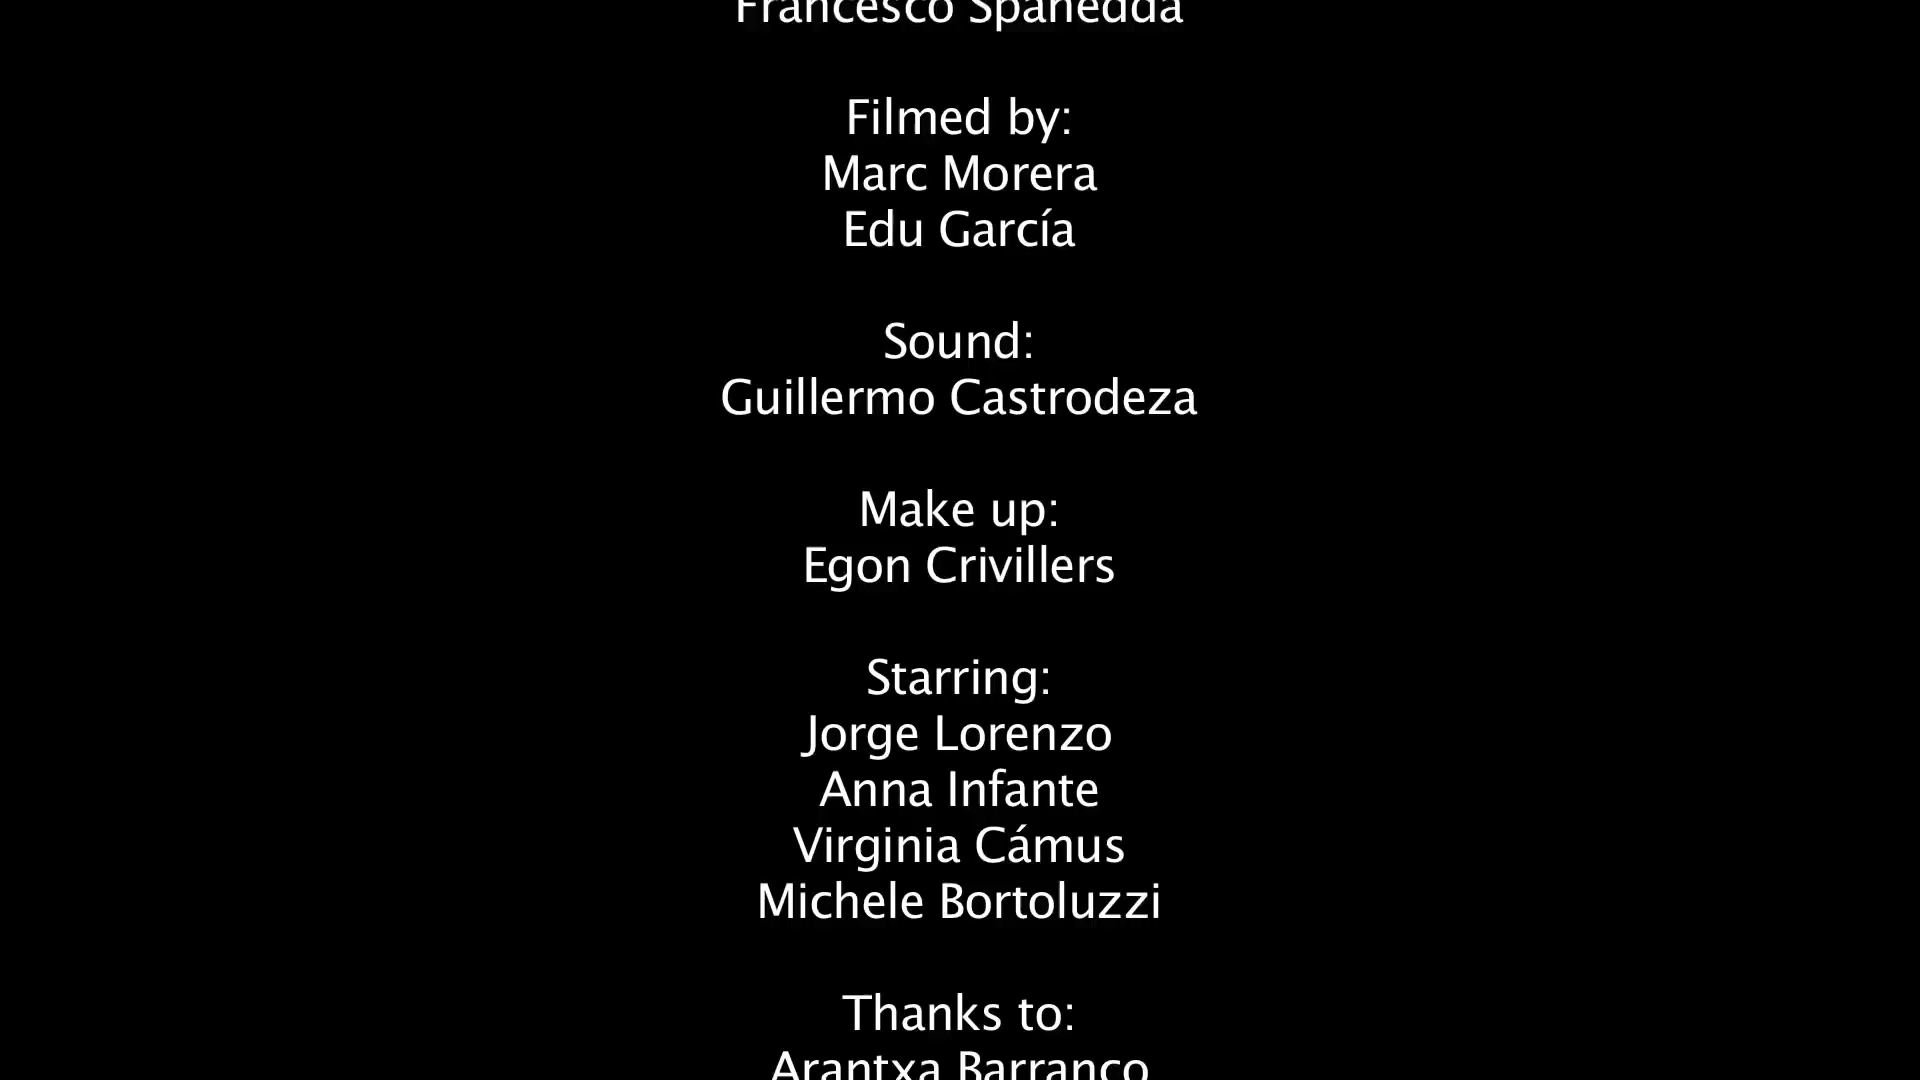 Francesco Spanedda
Filmed by:
Marc Morera
Edu García
Sound:
Guillermo Castrodeza
Make up:
Egon Crivillers
Starring:
Jorge Lorenzo
Anna Infante
Virginia Cámus
Michele Bortoluzzi
Thanks to:
Arantxa Barranco